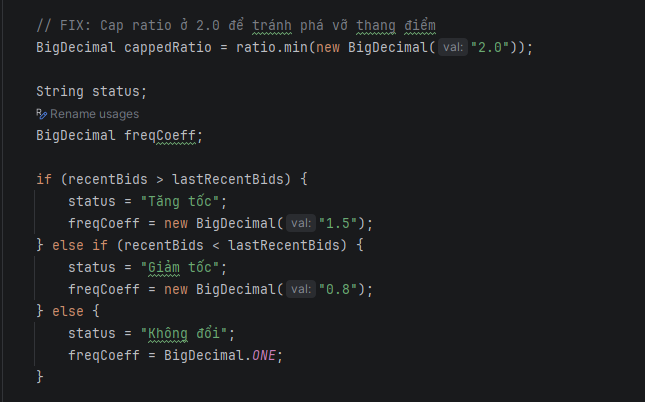 // FIX: Cap ratio ở 2.0 để tránh phá vỡ thang điểm
BigDecimal cappedRatio = ratio.min(new BigDecimal( val: "2.0"));
String status;
Rename usages
BigDecimal freqCoeff;
if (recentBids > lastRecentBids) {
status = "Tăng tốc";
freqCoeff = new BigDecimal( val: "1.5");
} else if (recentBids < lastRecentBids) {
status = "Giảm tốc";
freqCoeff = new BigDecimal( val: "0.8");
} else {
status = "Không đổi";
freqCoeff = BigDecimal.ONE;
}